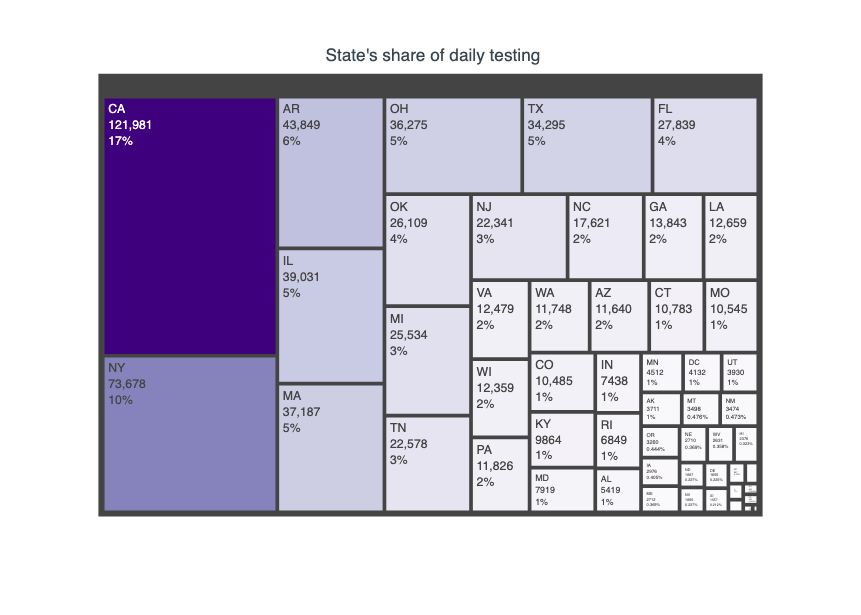 State's share of daily testing
CA
121,981
17%
NY
73,678
10%
AR
43,849
6%
IL
39,031
5%
MA
37,187
5%
OH
36,275
5%
TX
34,295
5%
FL
27,839
4%
OK
26,109
4%
MI
25,534
3%
TN
22,578
3%
NJ
22,341
3%
NC
17,621
2%
GA
13,843
2%
LA
12,659
2%
VA
12,479
2%
WI
12,359
2%
PA
11,826
2%
WA
11,748
2%
AZ
11,640
2%
CT
10,783
1%
MO
10,545
1%
CO
10,485
1%
KY
9864
1%
MD
7919
1%
IN
7438
1%
RI
6849
1%
AL
5419
1%
MN
4512
1%
DC
4132
1%
UT
3930
1%
AK
3711
1%
MT
3498
0.476%
NM
3474
0.473%
OR
3260
0.444%
IA
2976
0.405%
2712
0.369%
NE
2710
0.369%
WV
2631
0.358%